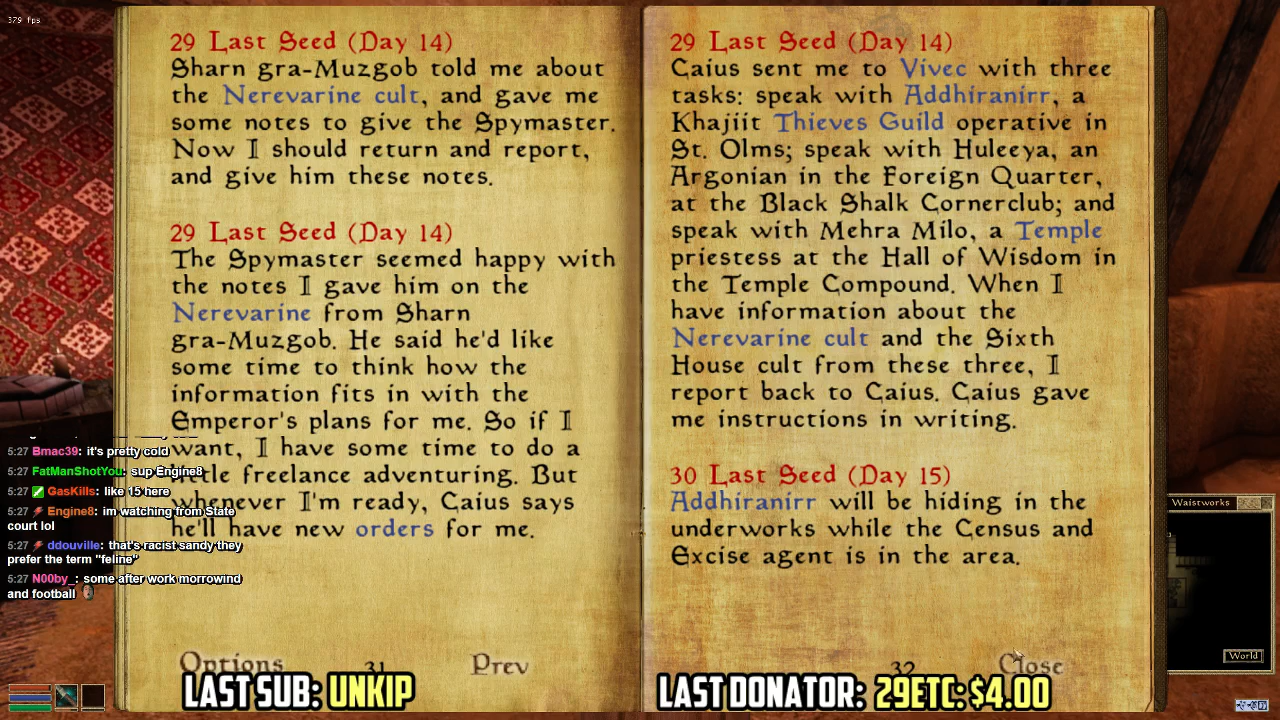 379 fps
29 Last Seed (Day 14)
Sharn gra-Muzgob told me about
the Nerevarine cult, and gave me
some notes to give the Spymaster.
Now I should return and report,
and give him these notes.
29 Last Seed (Day 14)
The Spymaster seemed happy with
the notes I gave him on the
Nerevarine from Sharn
gra-Muzgob. He said he'd like
some time to think how the
information fits in with the
Emperor's plans for me. So if I
want, I have some time to do a
little freelance adventuring. But
whenever I'm ready, Caius says
he'll have new orders for me.
Options
31
Prev
29 Last Seed (Day 14)
Caius sent me to Vivec with three
tasks: speak with Addhiranirr, a
Khajiit Thieves Guild operative in
St. Olms; speak with Huleeya, an
Argonian in the Foreign Quarter,
at the Black Shalk Cornerclub; and
speak with Mehra Milo, a Temple
priestess at the Hall of Wisdom in
the Temple Compound. When I
have information about the
Nerevarine cult and the Sixth
House cult from these three, I
report back to Caius. Caius gave
me instructions in writing.
30 Last Seed (Day 15)
Addhiranirr will be hiding in the
underworks while the Census and
Excise agent is in the area.
32
Close
5:27 Bmac39: it's pretty cold
5:27 FatManShotYou: sup Engine8
5:27 GasKills: like 15 here
5:27 Engine8: im watching from State
court lol
5:27 ddouville: that's racist sandy they
prefer the term "feline"
5:27 N00by_: some after work morrowind
and football
LAST SUB: UNKIP
LAST DONATOR: 29ETC: $4.00
Waistworks
World